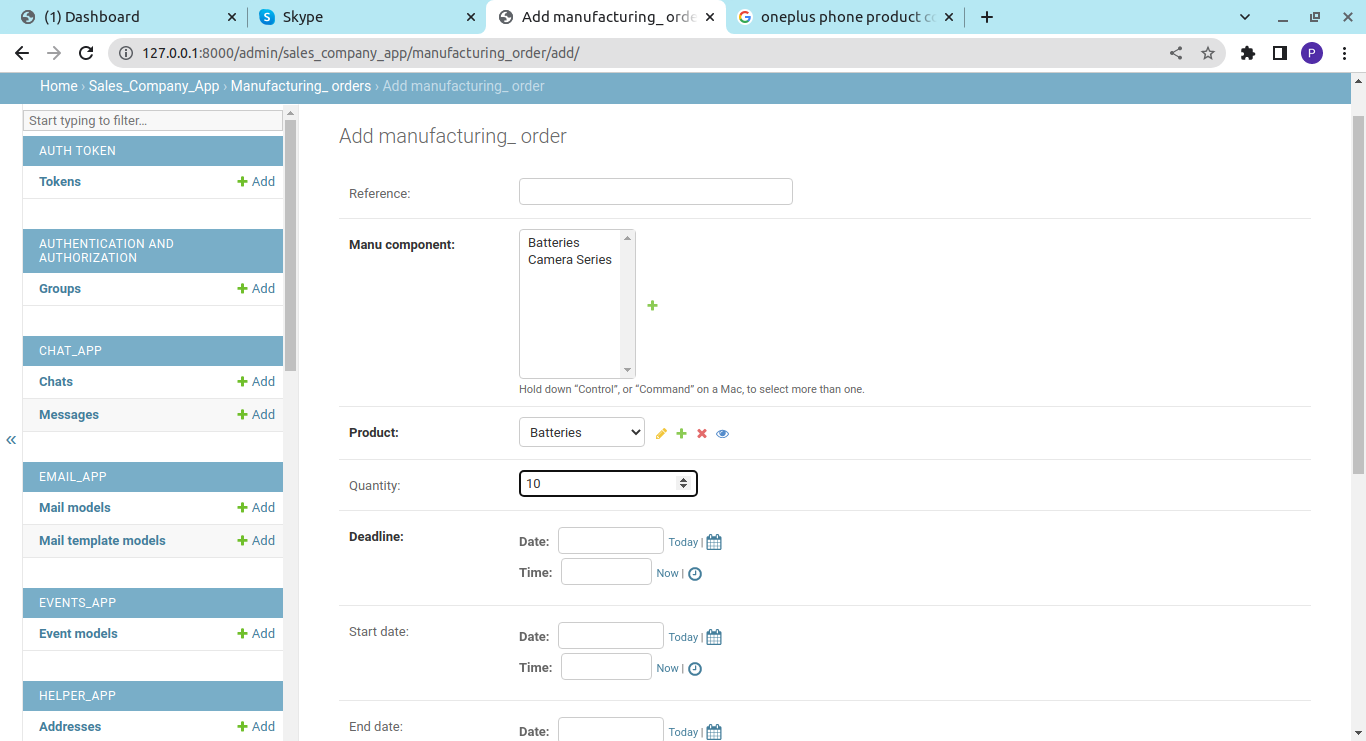 (1) Dashboard
Skype
Add manufacturing_ orde
oneplus phone product co
127.0.0.1:8000/admin/sales_company_app/manufacturing_order/add/
P
Home › Sales_Company_App › Manufacturing_ orders › Add manufacturing_ order
Start typing to filter…
AUTH TOKEN
Tokens
Add
AUTHENTICATION AND
AUTHORIZATION
Groups
Add
CHAT_APP
Chats
Add
Messages
Add
EMAIL_APP
Mail models
Add
Mail template models
Add
EVENTS_APP
Event models
Add
HELPER_APP
Addresses
Add
«
Add manufacturing_ order
Reference:
Manu component:
Batteries
Camera Series
Hold down “Control”, or “Command” on a Mac, to select more than one.
Product:
Batteries
Quantity:
10
Deadline:
Date:
Today |
Time:
Now |
Start date:
Date:
Today |
Time:
Now |
End date:
Date:
Today |